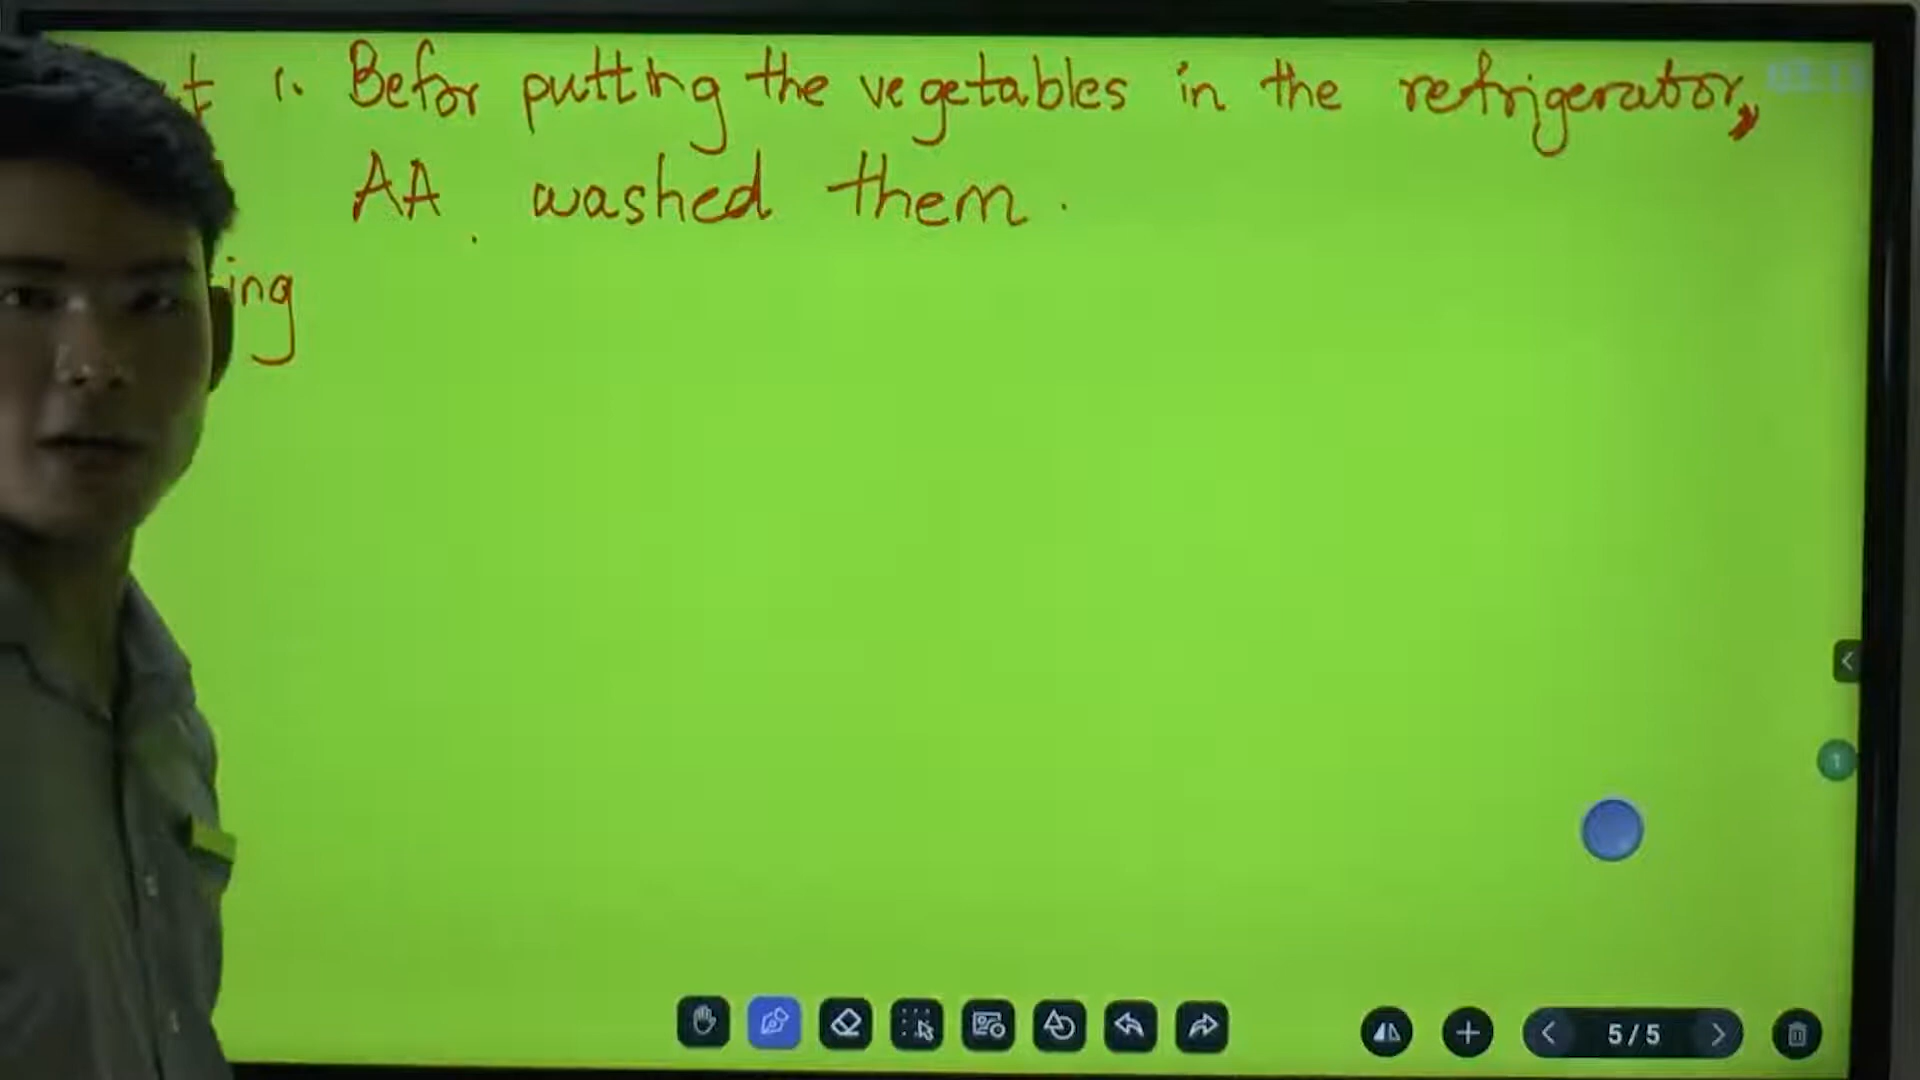 1. Befor putting the vegetables in the refrigerator,
AA washed them.
ing
5/5